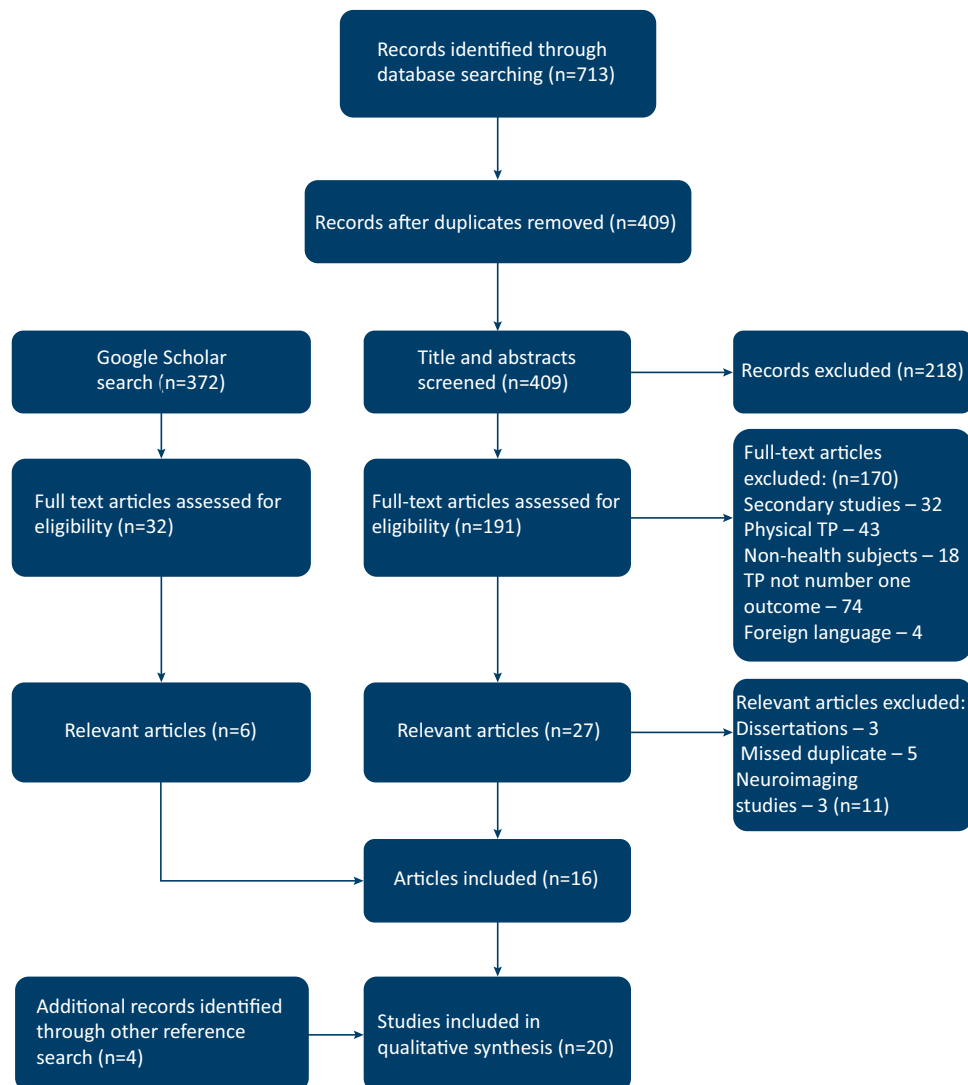 Records identified through
database searching (n=713)
Records after duplicates removed (n=409)
Google Scholar
search (n=372)
Title and abstracts
screened (n=409)
Records excluded (n=218)
Full text articles assessed for
eligibility (n=32)
Full-text articles assessed for
eligibility (n=191)
Full-text articles
excluded: (n=170)
Secondary studies – 32
Physical TP – 43
Non-health subjects – 18
TP not number one
outcome – 74
Foreign language – 4
Relevant articles (n=6)
Relevant articles (n=27)
Relevant articles excluded:
Dissertations – 3
Missed duplicate – 5
Neuroimaging
studies – 3 (n=11)
Articles included (n=16)
Additional records identified
through other reference
search (n=4)
Studies included in
qualitative synthesis (n=20)